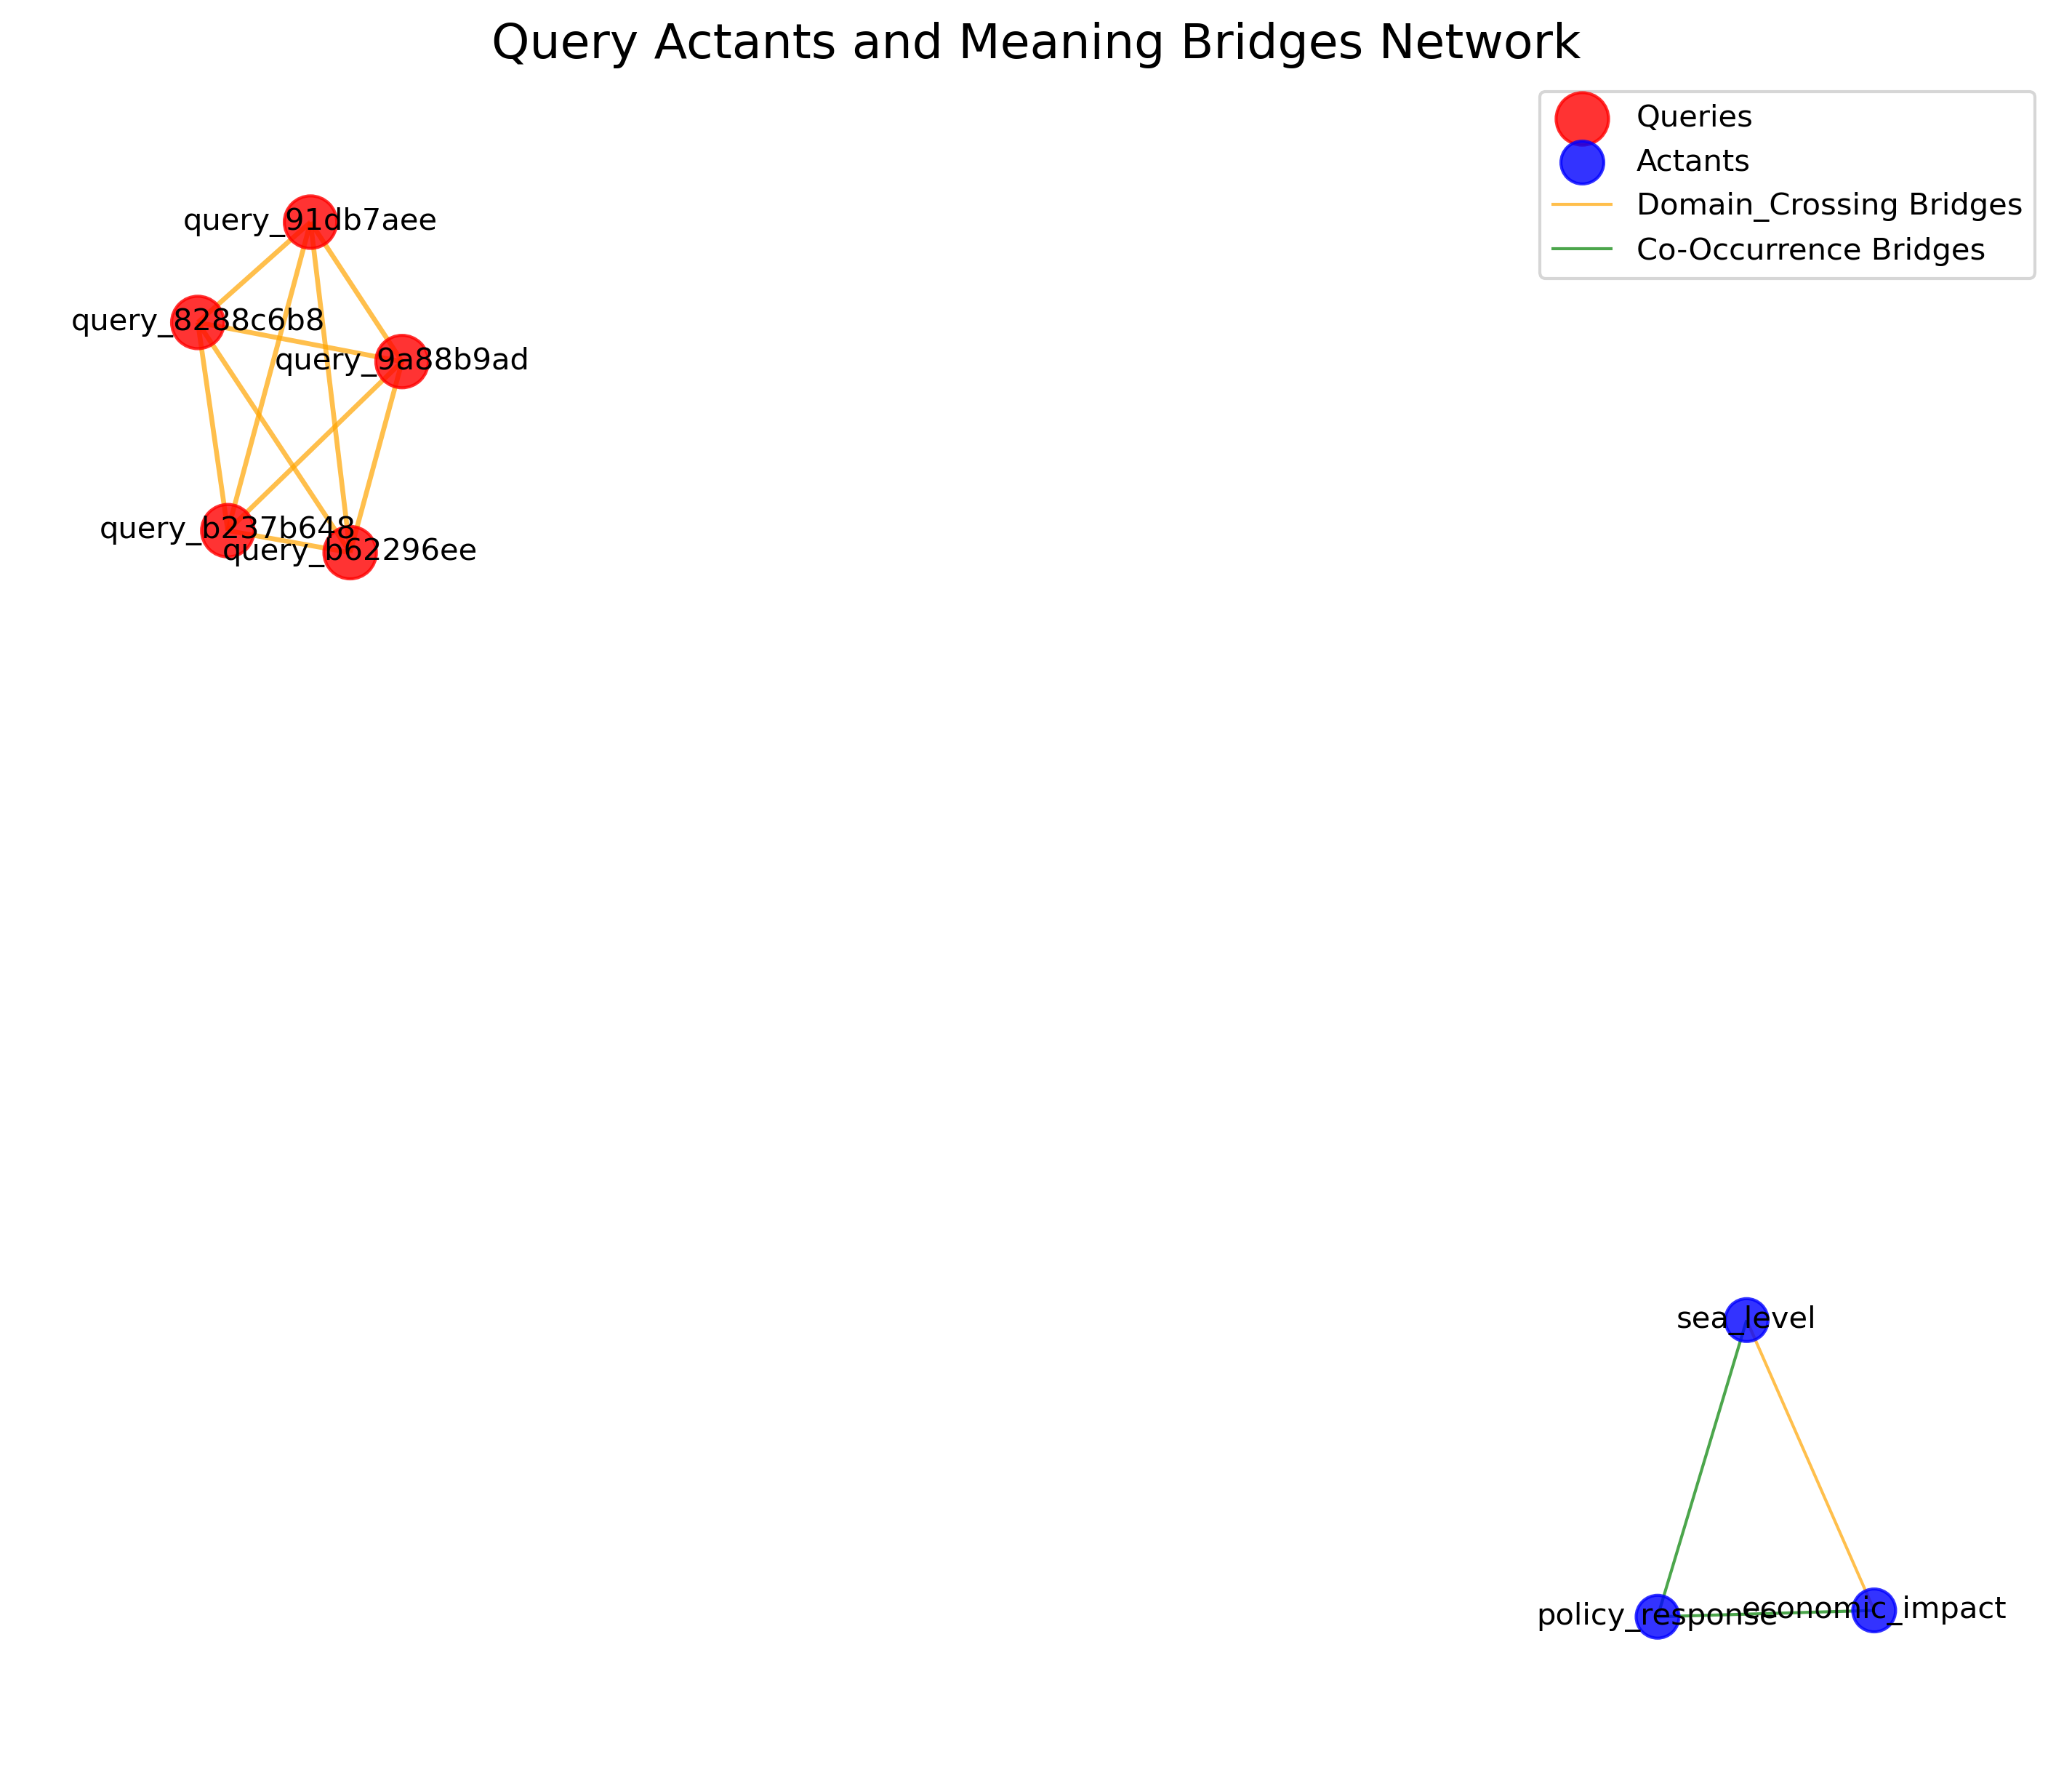 Query Actants and Meaning Bridges Network
Queries
Actants
Domain_Crossing Bridges
Co-Occurrence Bridges
query_91db7aee
query_8288c6b8
query_9a88b9ad
query_b237b648
query_b62296ee
sea_level
policy_response
economic_impact